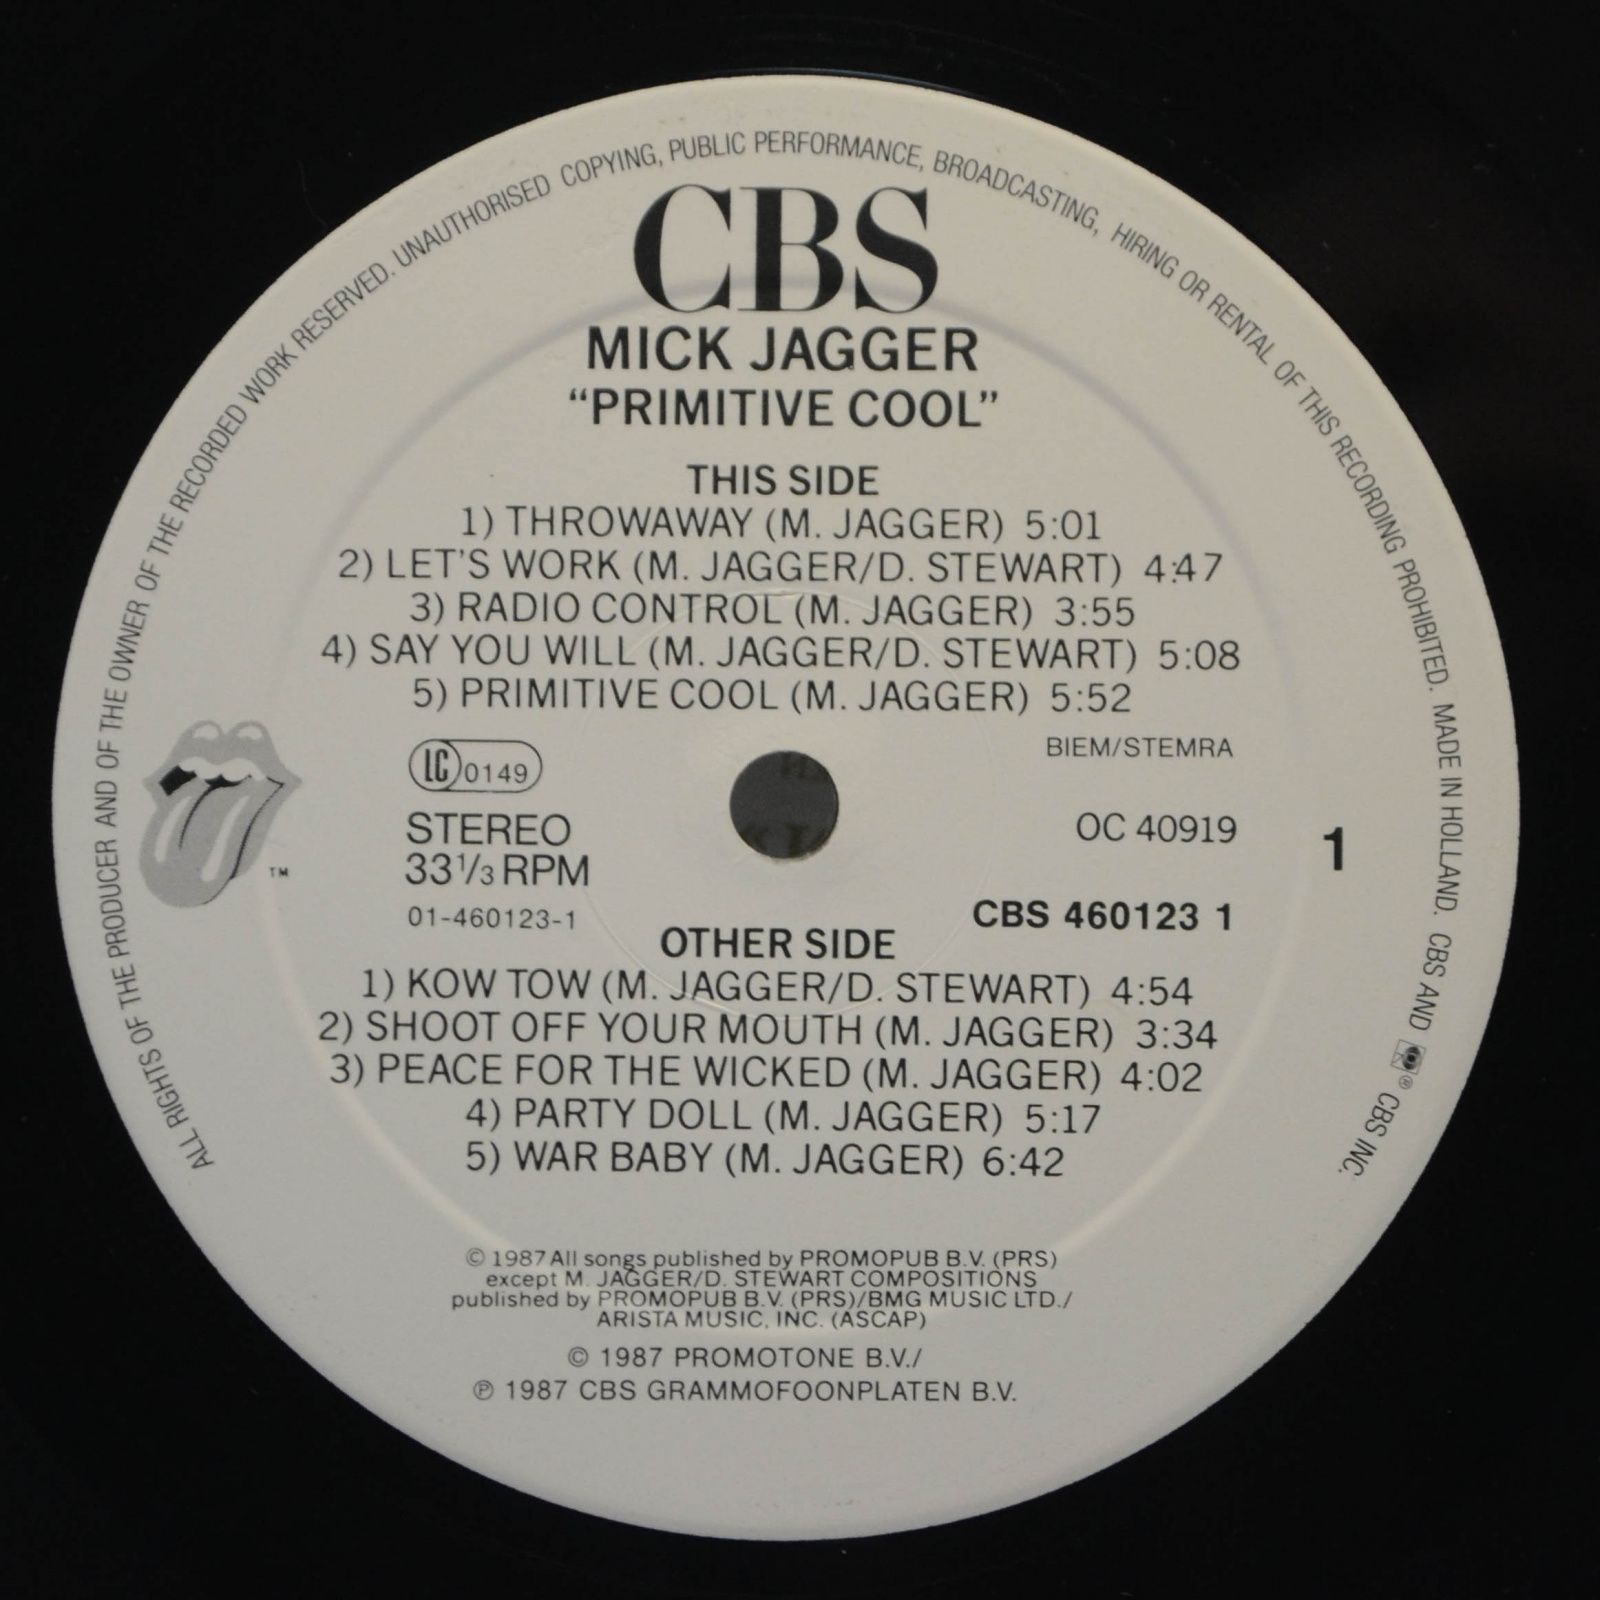 ALL RIGHTS OF THE PRODUCER AND OF THE OWNER OF THE RECORDED WORK RESERVED. UNAUTHORISED COPYING, PUBLIC PERFORMANCE, BROADCASTING, HIRING OR RENTAL OF THIS RECORDING PROHIBITED. MADE IN HOLLAND. CBS AND ® CBS INC.
CBS
MICK JAGGER
“PRIMITIVE COOL”
THIS SIDE
1) THROWAWAY (M. JAGGER) 5:01
2) LET'S WORK (M. JAGGER/D. STEWART) 4:47
3) RADIO CONTROL (M. JAGGER) 3:55
4) SAY YOU WILL (M. JAGGER/D. STEWART) 5:08
5) PRIMITIVE COOL (M. JAGGER) 5:52
BIEM/STEMRA
LC 0149
STEREO
33⅓ RPM
01-460123-1
TM
OC 40919
1
CBS 460123 1
OTHER SIDE
1) KOW TOW (M. JAGGER/D. STEWART) 4:54
2) SHOOT OFF YOUR MOUTH (M. JAGGER) 3:34
3) PEACE FOR THE WICKED (M. JAGGER) 4:02
4) PARTY DOLL (M. JAGGER) 5:17
5) WAR BABY (M. JAGGER) 6:42
© 1987 All songs published by PROMOPUB B.V. (PRS)
except M. JAGGER/D. STEWART COMPOSITIONS
published by PROMOPUB B.V. (PRS)/BMG MUSIC LTD./
ARISTA MUSIC, INC. (ASCAP)
© 1987 PROMOTONE B.V./
℗ 1987 CBS GRAMMOFOONPLATEN B.V.